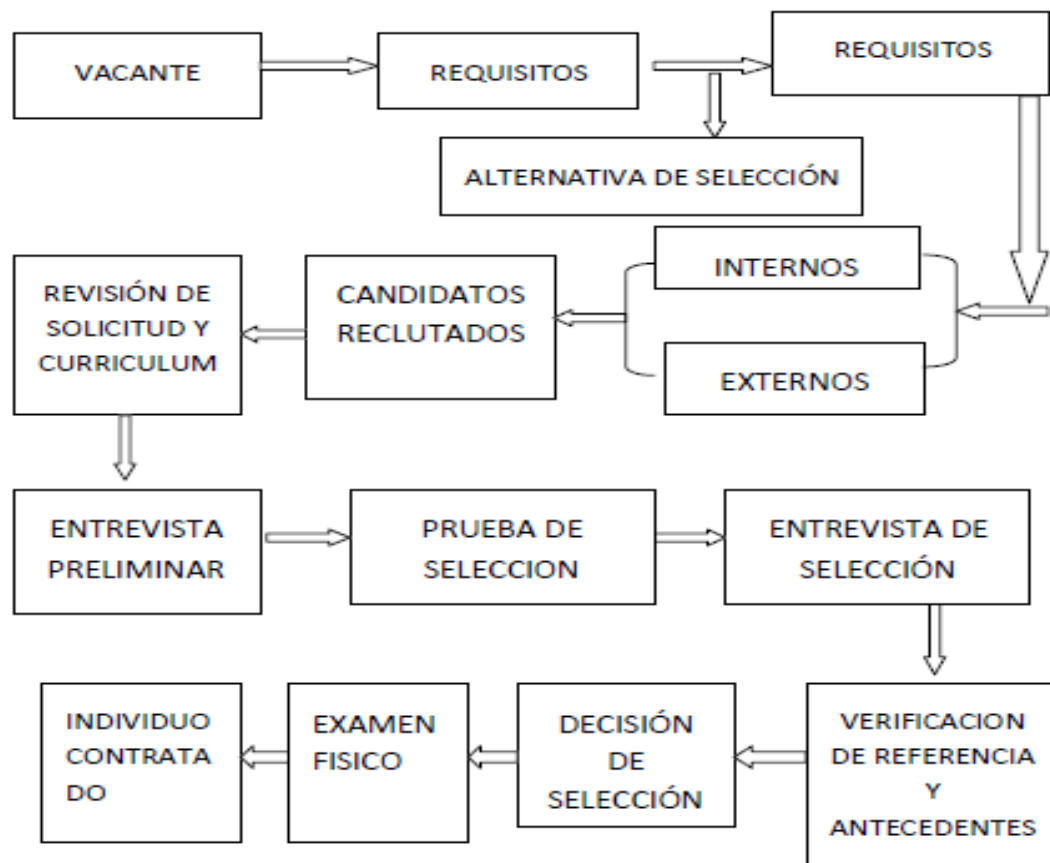 VACANTE
REQUISITOS
REQUISITOS
ALTERNATIVA DE SELECCIÓN
INTERNOS
EXTERNOS
CANDIDATOS
RECLUTADOS
REVISIÓN DE
SOLICITUD Y
CURRICULUM
ENTREVISTA
PRELIMINAR
PRUEBA DE
SELECCION
ENTREVISTA DE
SELECCIÓN
VERIFICACION
DE REFERENCIA
Y
ANTECEDENTES
DECISIÓN
DE
SELECCIÓN
EXAMEN
FISICO
INDIVIDUO
CONTRATA
DO